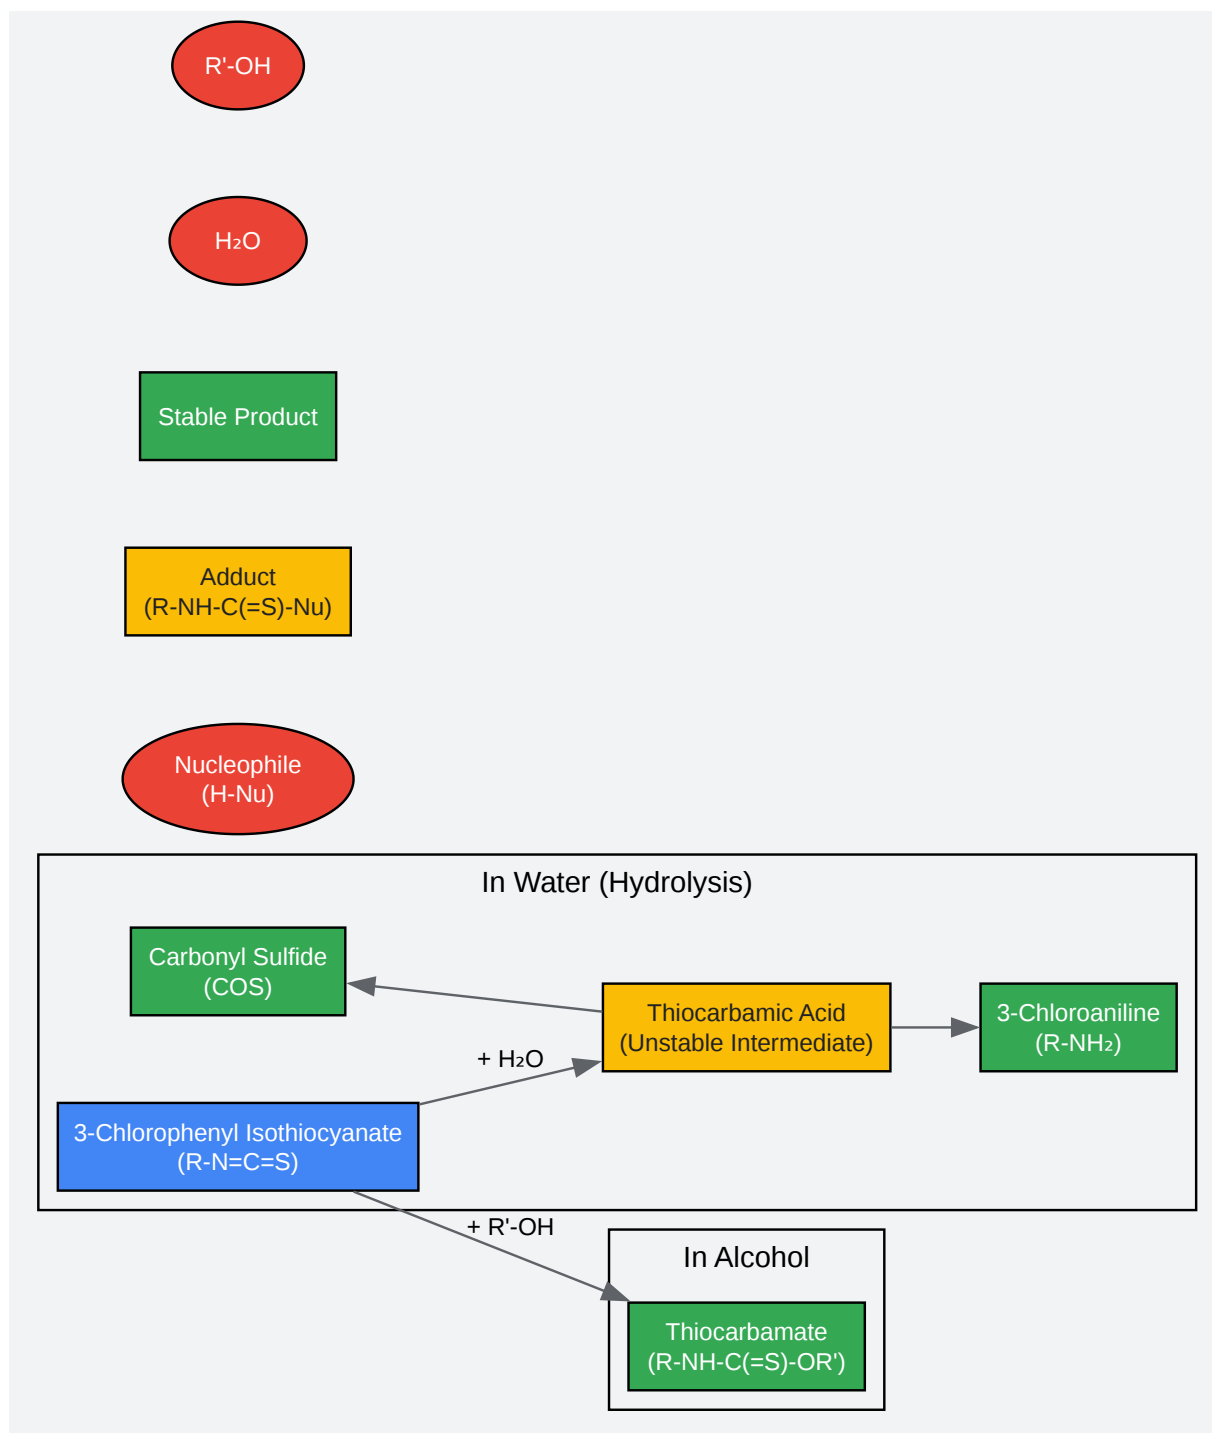 R'-OH
H₂O
Stable Product
Adduct
(R-NH-C(=S)-Nu)
Nucleophile
(H-Nu)
In Water (Hydrolysis)
Carbonyl Sulfide
(COS)
Thiocarbamic Acid
(Unstable Intermediate)
3-Chloroaniline
(R-NH₂)
+ H₂O
3-Chlorophenyl Isothiocyanate
(R-N=C=S)
+ R'-OH
In Alcohol
Thiocarbamate
(R-NH-C(=S)-OR')